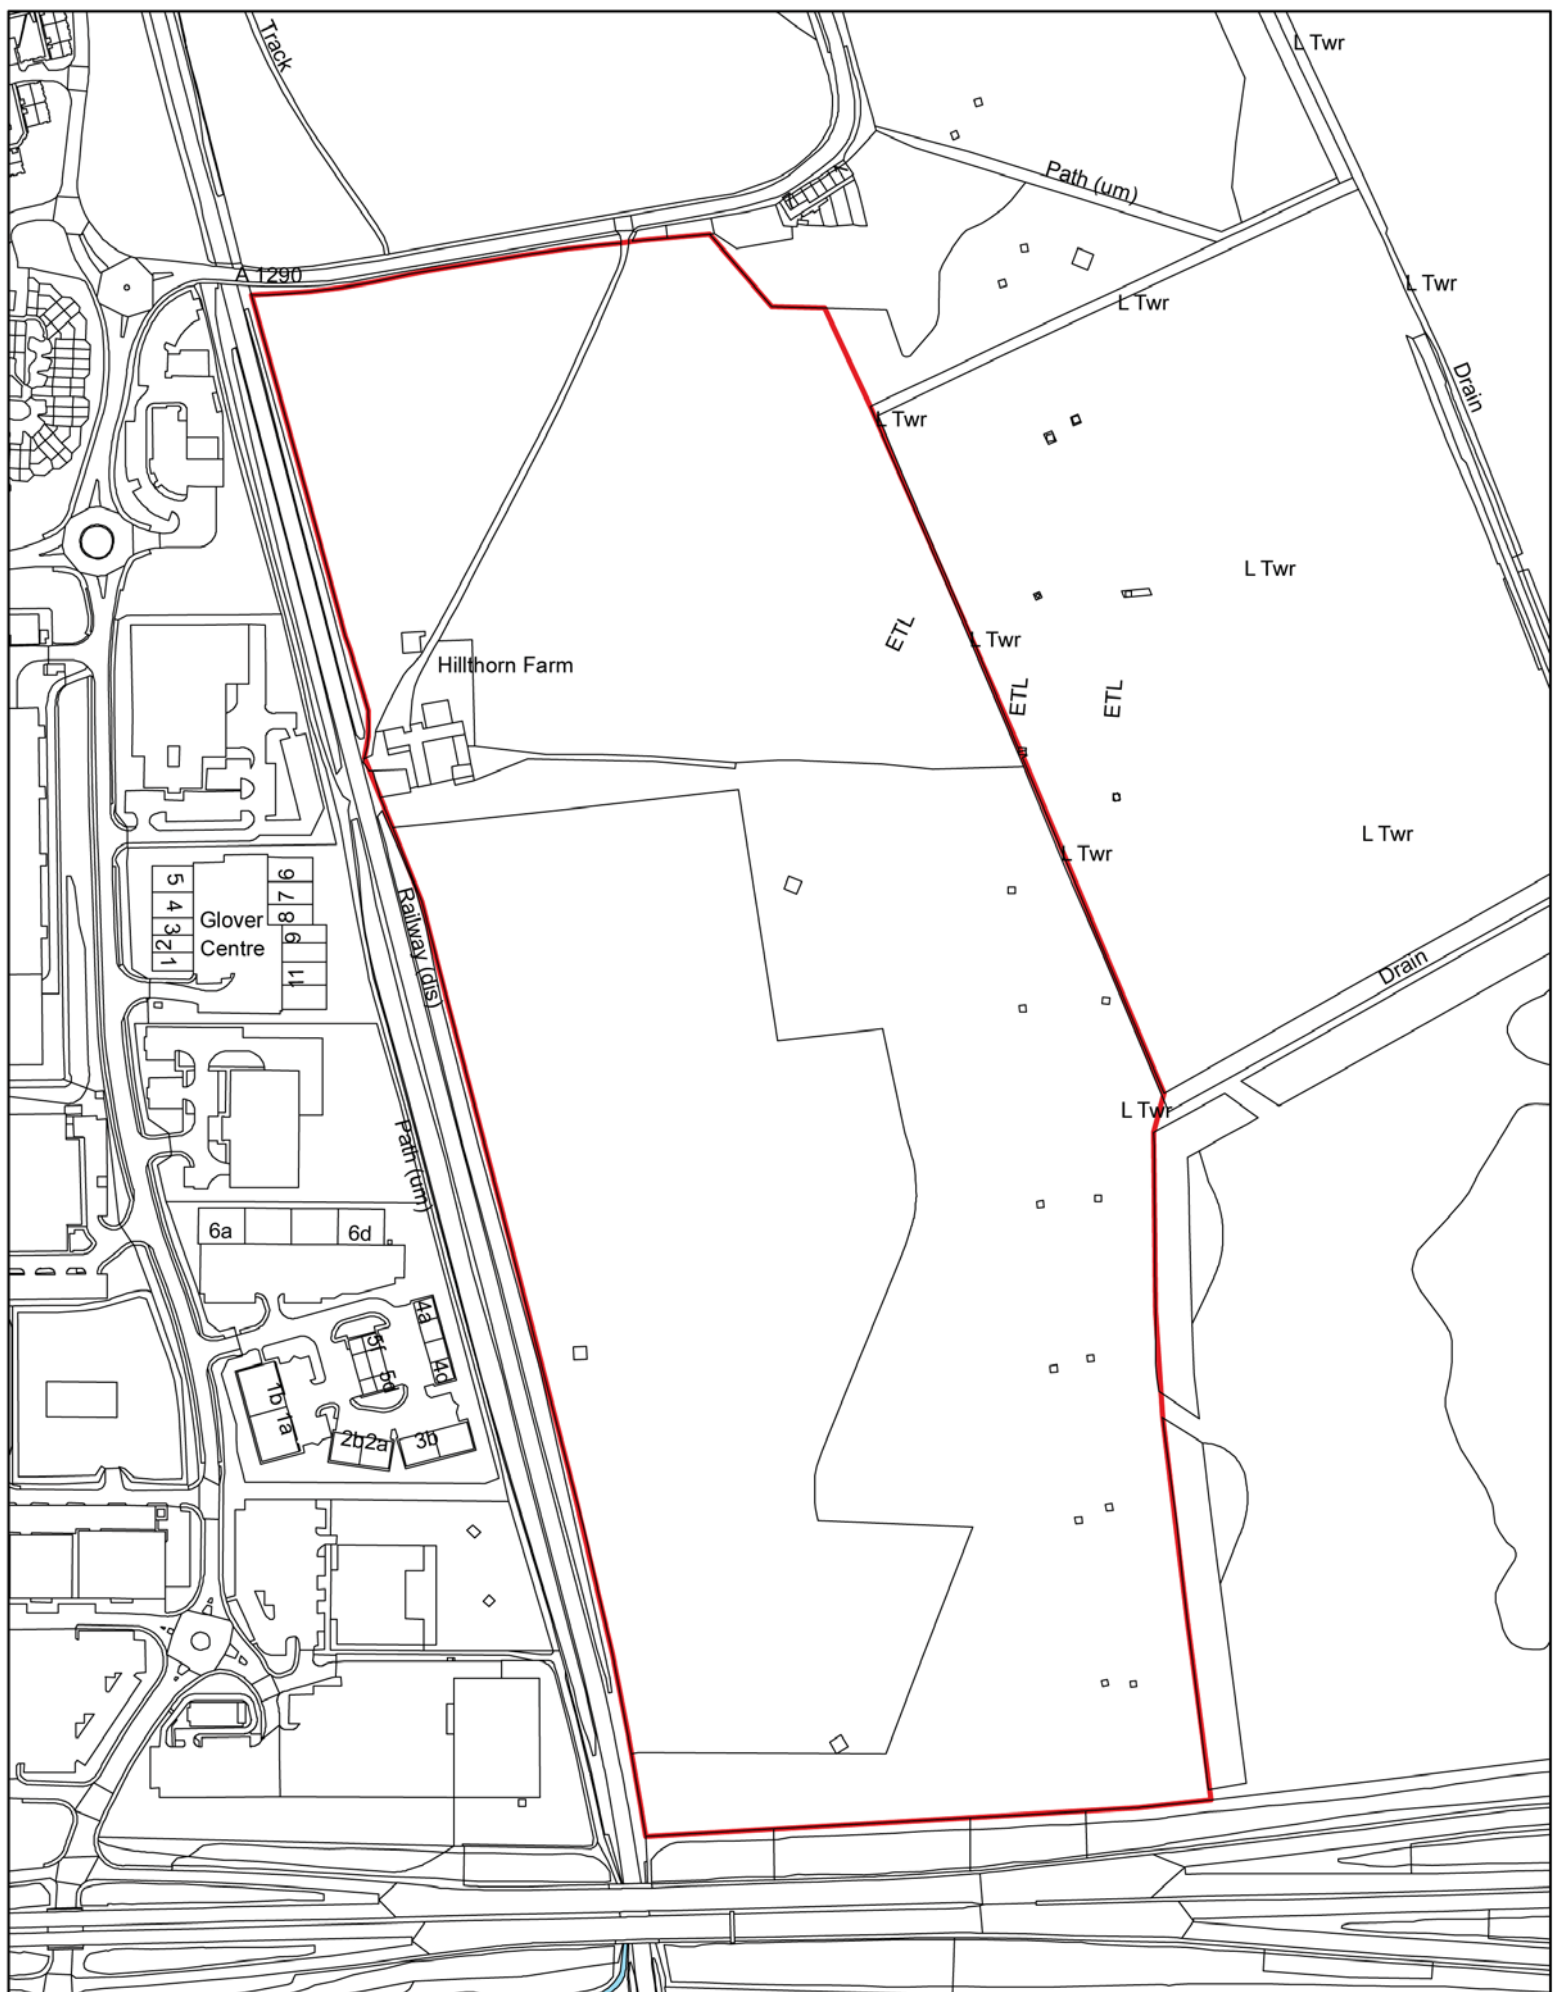 Track
L Twr
Path (um)
A 1290
L Twr
L Twr
Drain
L Twr
L Twr
ETL
L Twr
Hillthorn Farm
ETL
ETL
L Twr
L Twr
5
4
3
2
1
6
7
8
9
11
Glover
Centre
Railway (dis)
Drain
L Twr
Path (um)
6a
6d
4a
4d
5f
5d
1b
1a
2b
2a
3b